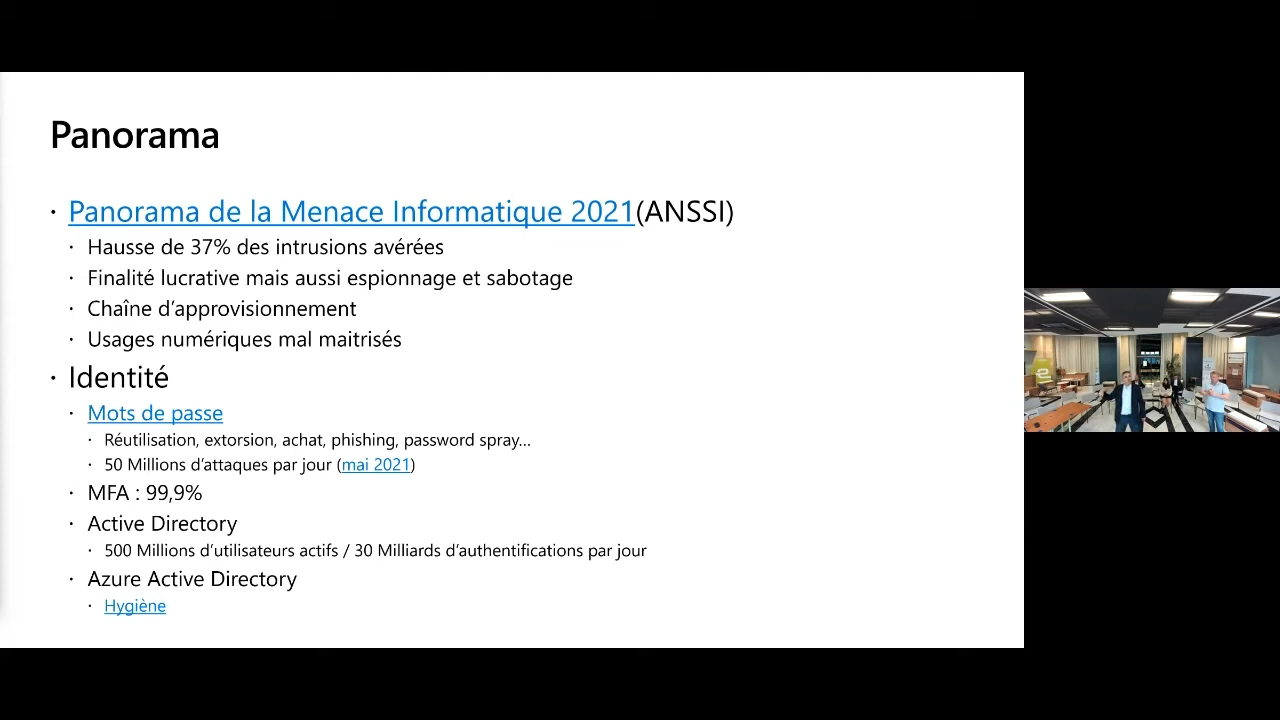 Panorama
· Panorama de la Menace Informatique 2021(ANSSI)
· Hausse de 37% des intrusions avérées
· Finalité lucrative mais aussi espionnage et sabotage
· Chaîne d’approvisionnement
· Usages numériques mal maitrisés
· Identité
· Mots de passe
· Réutilisation, extorsion, achat, phishing, password spray...
· 50 Millions d’attaques par jour (mai 2021)
· MFA : 99,9%
· Active Directory
· 500 Millions d’utilisateurs actifs / 30 Milliards d’authentifications par jour
· Azure Active Directory
· Hygiène